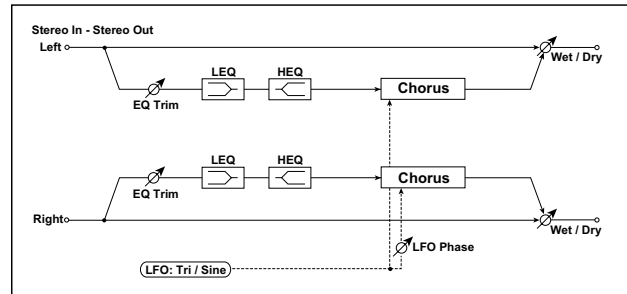 Stereo In - Stereo Out
Left
Wet / Dry
EQ Trim
LEQ
HEQ
Chorus
EQ Trim
LEQ
HEQ
Chorus
Right
Wet / Dry
LFO Phase
LFO: Tri / Sine